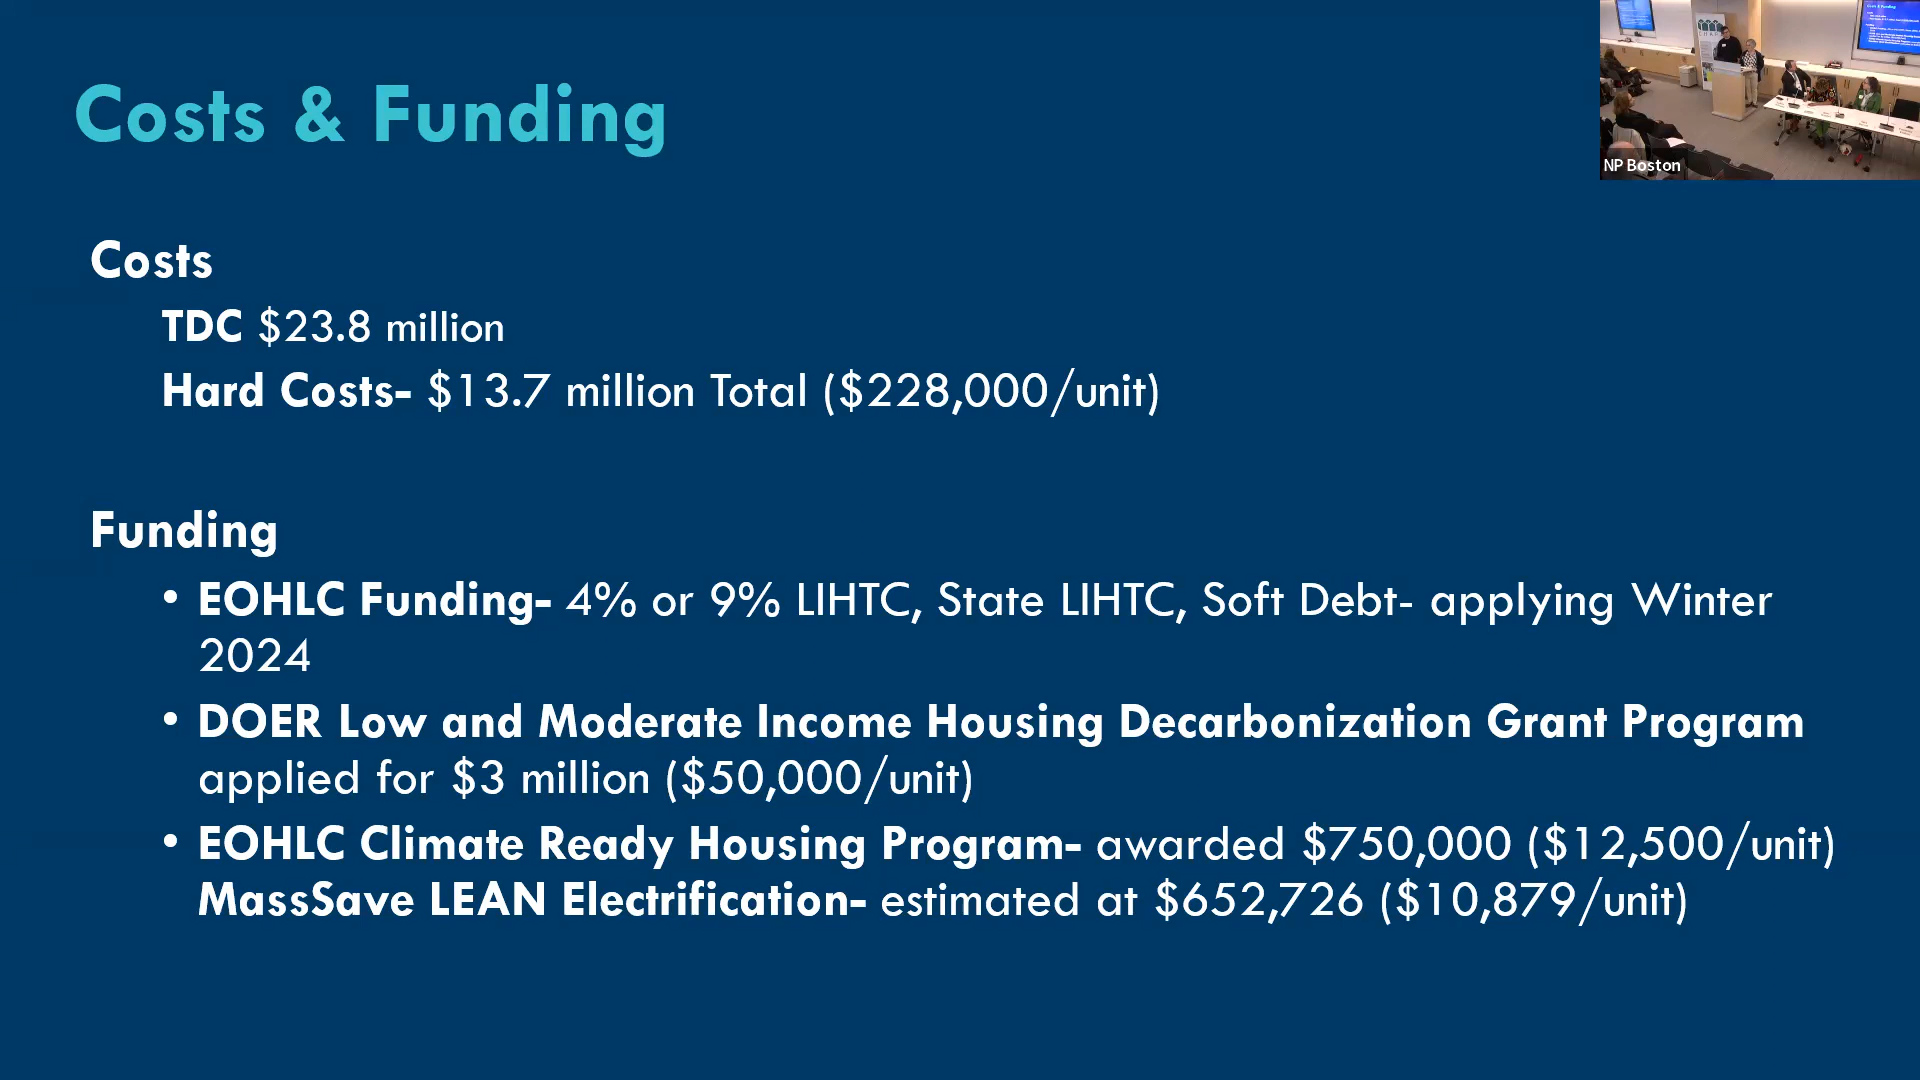 Costs & Funding
NP Boston
Costs
TDC $23.8 million
Hard Costs- $13.7 million Total ($228,000/unit)
Funding
• EOHLC Funding- 4% or 9% LIHTC, State LIHTC, Soft Debt- applying Winter
2024
• DOER Low and Moderate Income Housing Decarbonization Grant Program
applied for $3 million ($50,000/unit)
• EOHLC Climate Ready Housing Program- awarded $750,000 ($12,500/unit)
MassSave LEAN Electrification- estimated at $652,726 ($10,879/unit)